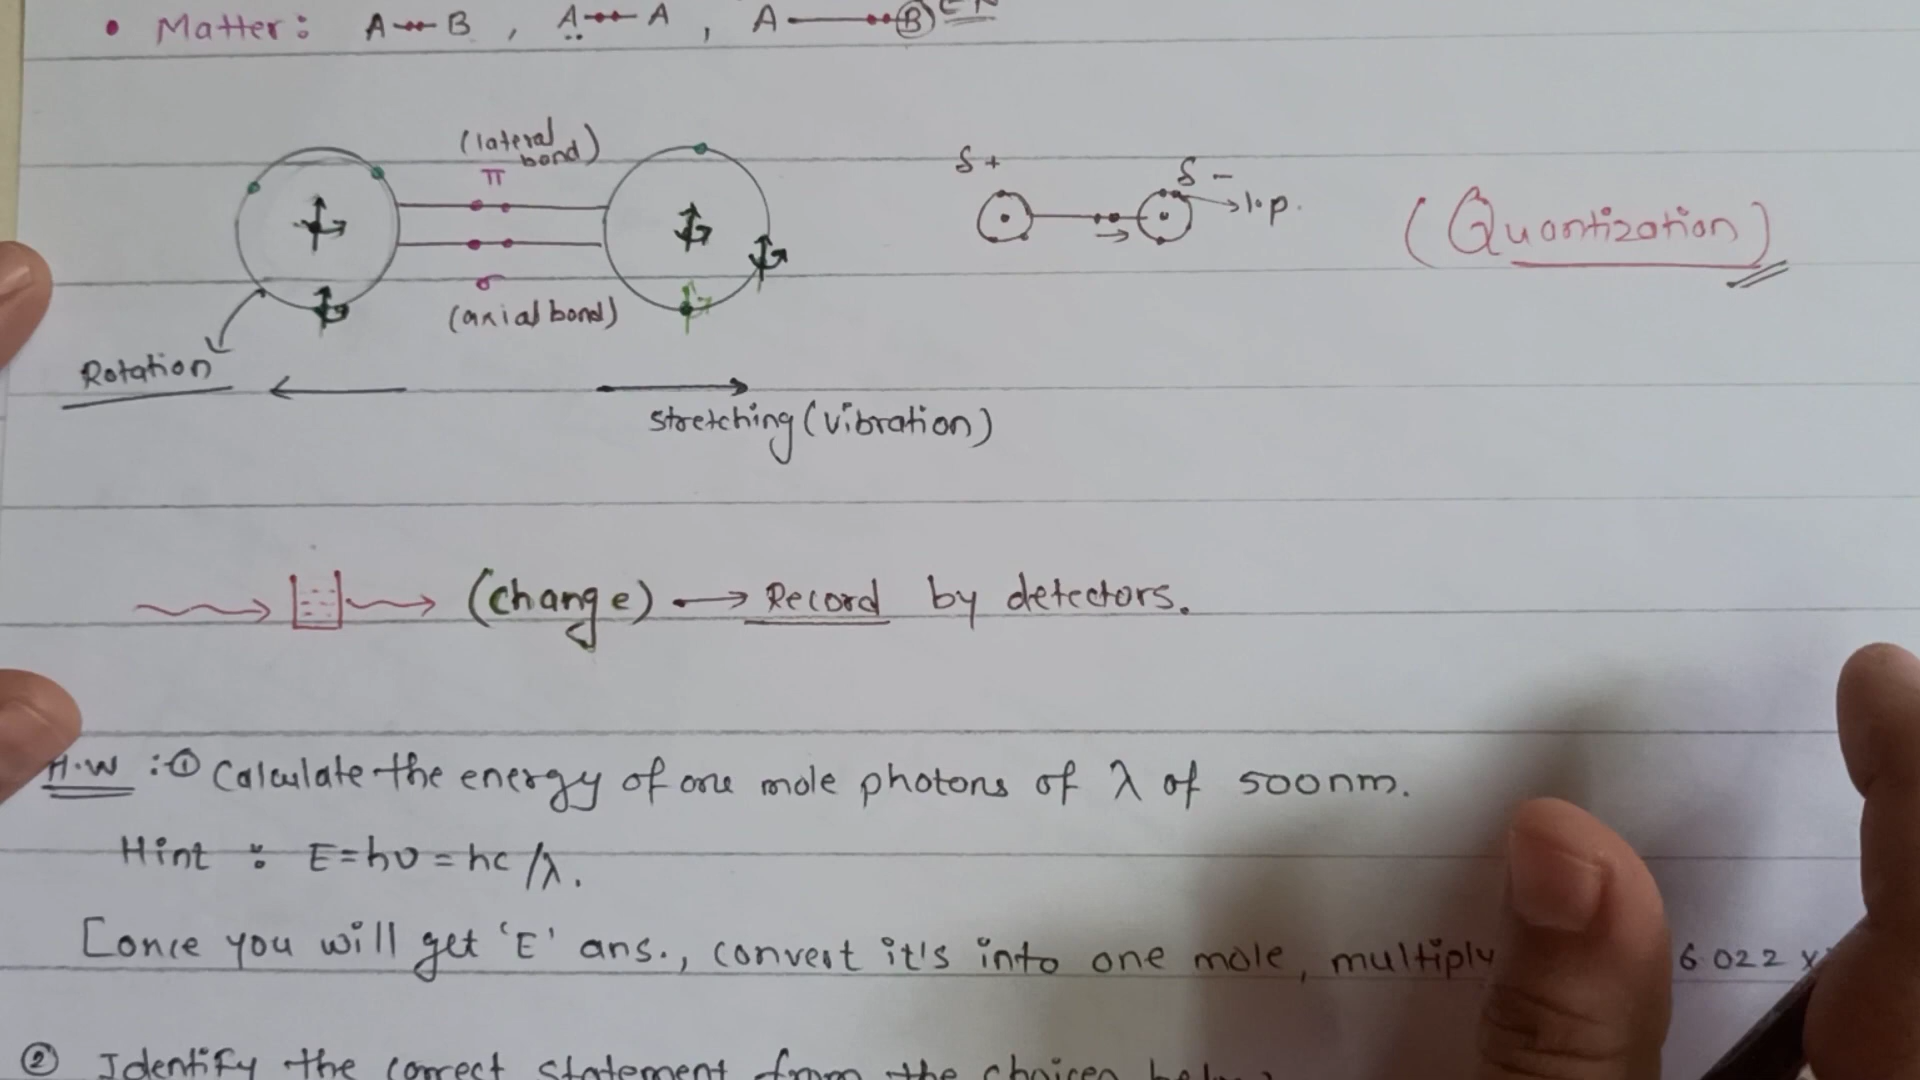 • Matter: A B , A A , A B
(lateral bond)
π
σ
(axial bond)
Rotation
Stretching (vibration)
δ+
δ-
l.p.
(Quantization)
(change) → Record by detectors.
H.W :① Calculate the energy of one mole photons of λ of 500nm.
Hint : E=hυ = hc/λ.
[once you will get 'E' ans., convert it's into one mole, multiply 6.022 x
② Identify the correct statement from the choices